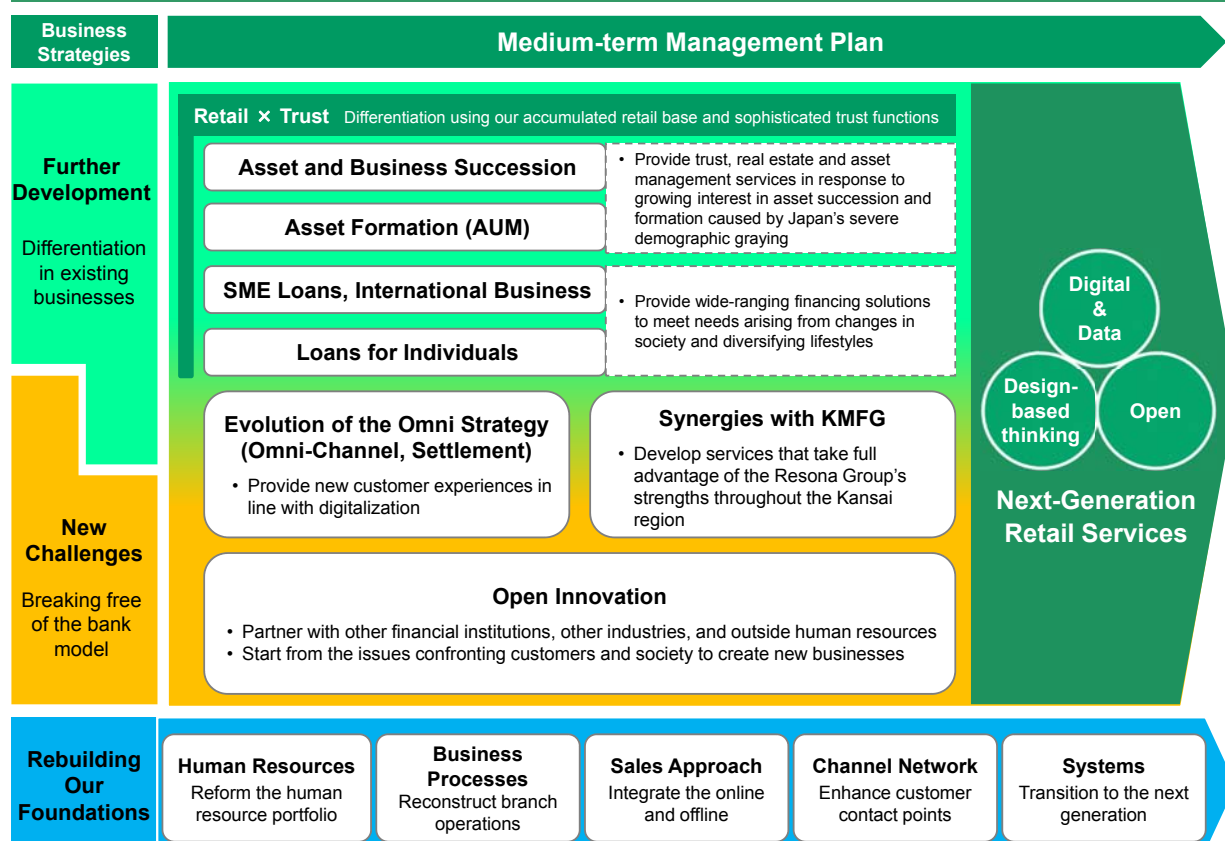 Business
Strategies
Medium-term Management Plan
Further
Development
Differentiation
in existing
businesses
Retail × Trust Differentiation using our accumulated retail base and sophisticated trust functions
Asset and Business Succession
Asset Formation (AUM)
• Provide trust, real estate and asset
management services in response to
growing interest in asset succession and
formation caused by Japan's severe
demographic graying
SME Loans, International Business
Loans for Individuals
• Provide wide-ranging financing solutions
to meet needs arising from changes in
society and diversifying lifestyles
New
Challenges
Breaking free
of the bank
model
Evolution of the Omni Strategy
(Omni-Channel, Settlement)
• Provide new customer experiences in
line with digitalization
Synergies with KMFG
• Develop services that take full
advantage of the Resona Group's
strengths throughout the Kansai
region
Open Innovation
• Partner with other financial institutions, other industries, and outside human resources
• Start from the issues confronting customers and society to create new businesses
Digital
&
Data
Design-
based
thinking
Open
Next-Generation
Retail Services
Rebuilding
Our
Foundations
Human Resources
Reform the human
resource portfolio
Business
Processes
Reconstruct branch
operations
Sales Approach
Integrate the online
and offline
Channel Network
Enhance customer
contact points
Systems
Transition to the next
generation